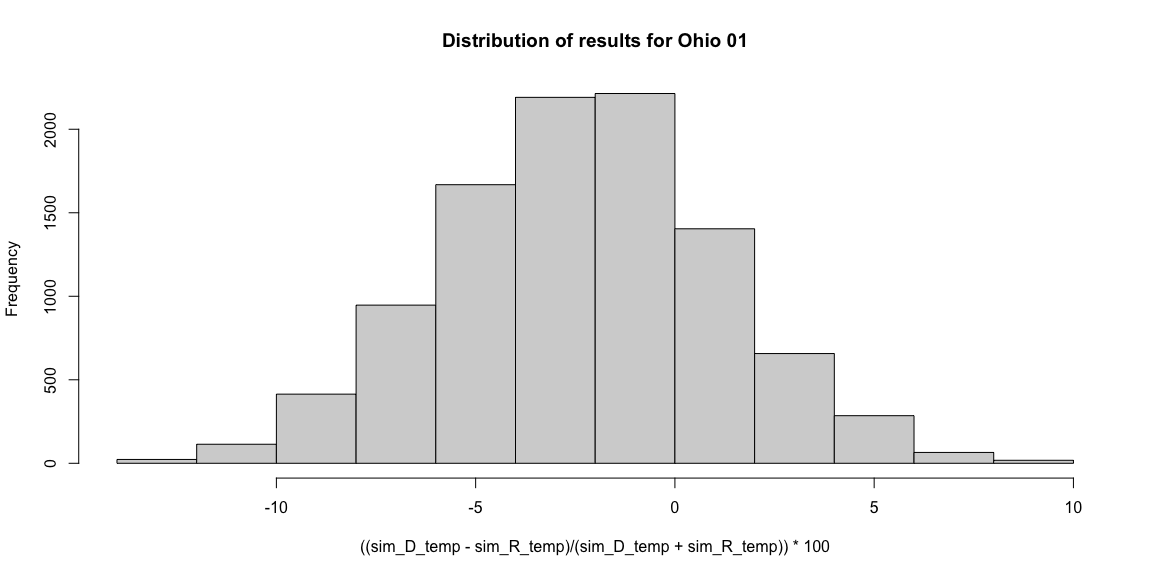 Distribution of results for Ohio 01
Frequency
2000
1500
1000
500
0
-10 -5 0 5 10
((sim_D_temp - sim_R_temp)/(sim_D_temp + sim_R_temp)) * 100